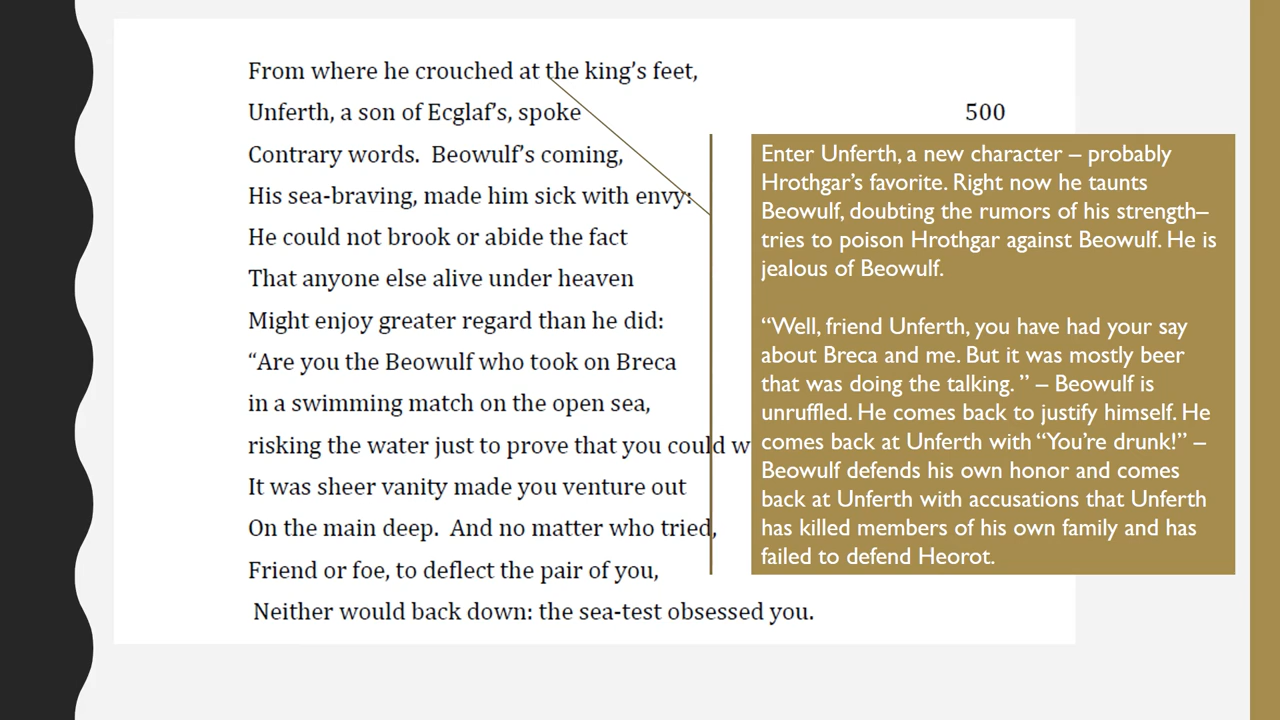 From where he crouched at the king's feet,
Unferth, a son of Ecglaf's, spoke 500
Contrary words.  Beowulf's coming,
His sea-braving, made him sick with envy:
He could not brook or abide the fact
That anyone else alive under heaven
Might enjoy greater regard than he did:
“Are you the Beowulf who took on Breca
in a swimming match on the open sea,
risking the water just to prove that you could w
It was sheer vanity made you venture out
On the main deep.  And no matter who tried,
Friend or foe, to deflect the pair of you,
Neither would back down: the sea-test obsessed you.
Enter Unferth, a new character – probably
Hrothgar’s favorite. Right now he taunts
Beowulf, doubting the rumors of his strength–
tries to poison Hrothgar against Beowulf. He is
jealous of Beowulf.
“Well, friend Unferth, you have had your say
about Breca and me. But it was mostly beer
that was doing the talking. ” – Beowulf is
unruffled. He comes back to justify himself. He
comes back at Unferth with “You’re drunk!” –
Beowulf defends his own honor and comes
back at Unferth with accusations that Unferth
has killed members of his own family and has
failed to defend Heorot.